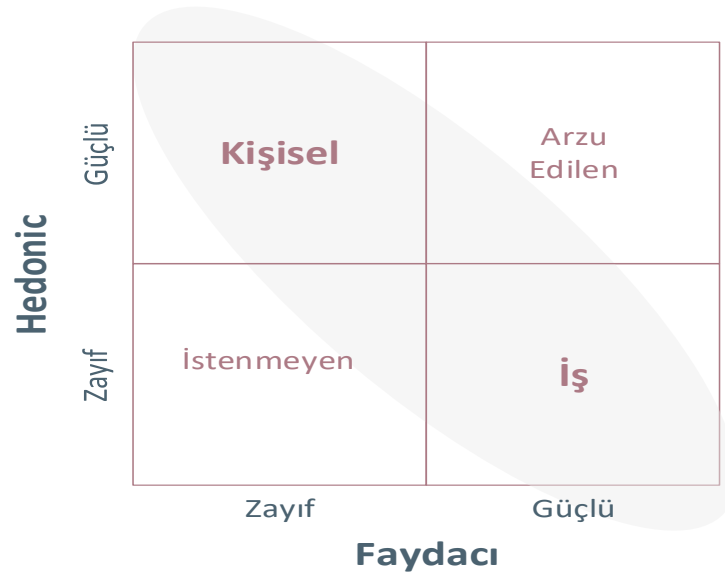 Hedonic
Güçlü
Zayıf
Kişisel
Arzu
Edilen
İstenmeyen
İş
Zayıf
Güçlü
Faydacı